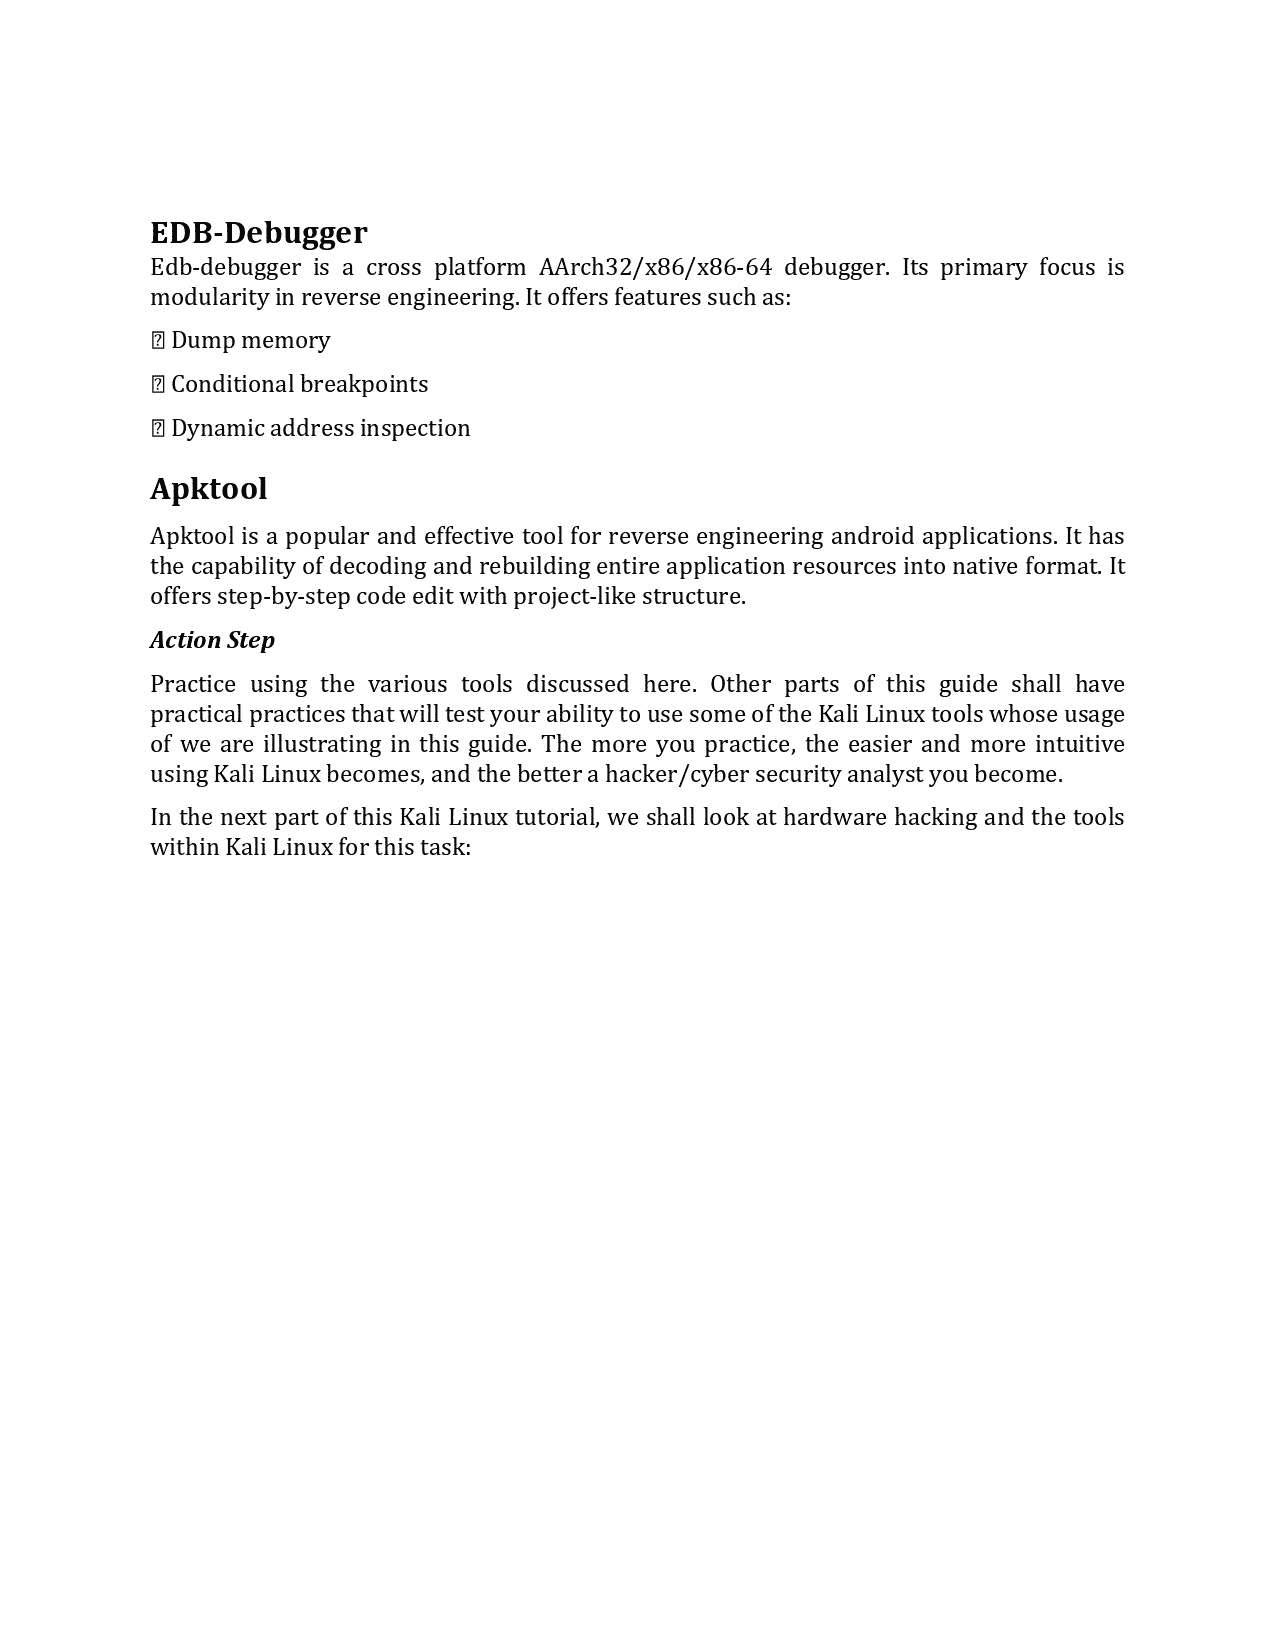 EDB-Debugger
Edb-debugger is a cross platform AArch32/x86/x86-64 debugger. Its primary focus is
modularity in reverse engineering. It offers features such as:
⍰ Dump memory
⍰ Conditional breakpoints
⍰ Dynamic address inspection
Apktool
Apktool is a popular and effective tool for reverse engineering android applications. It has
the capability of decoding and rebuilding entire application resources into native format. It
offers step-by-step code edit with project-like structure.
Action Step
Practice using the various tools discussed here. Other parts of this guide shall have
practical practices that will test your ability to use some of the Kali Linux tools whose usage
of we are illustrating in this guide. The more you practice, the easier and more intuitive
using Kali Linux becomes, and the better a hacker/cyber security analyst you become.
In the next part of this Kali Linux tutorial, we shall look at hardware hacking and the tools
within Kali Linux for this task: